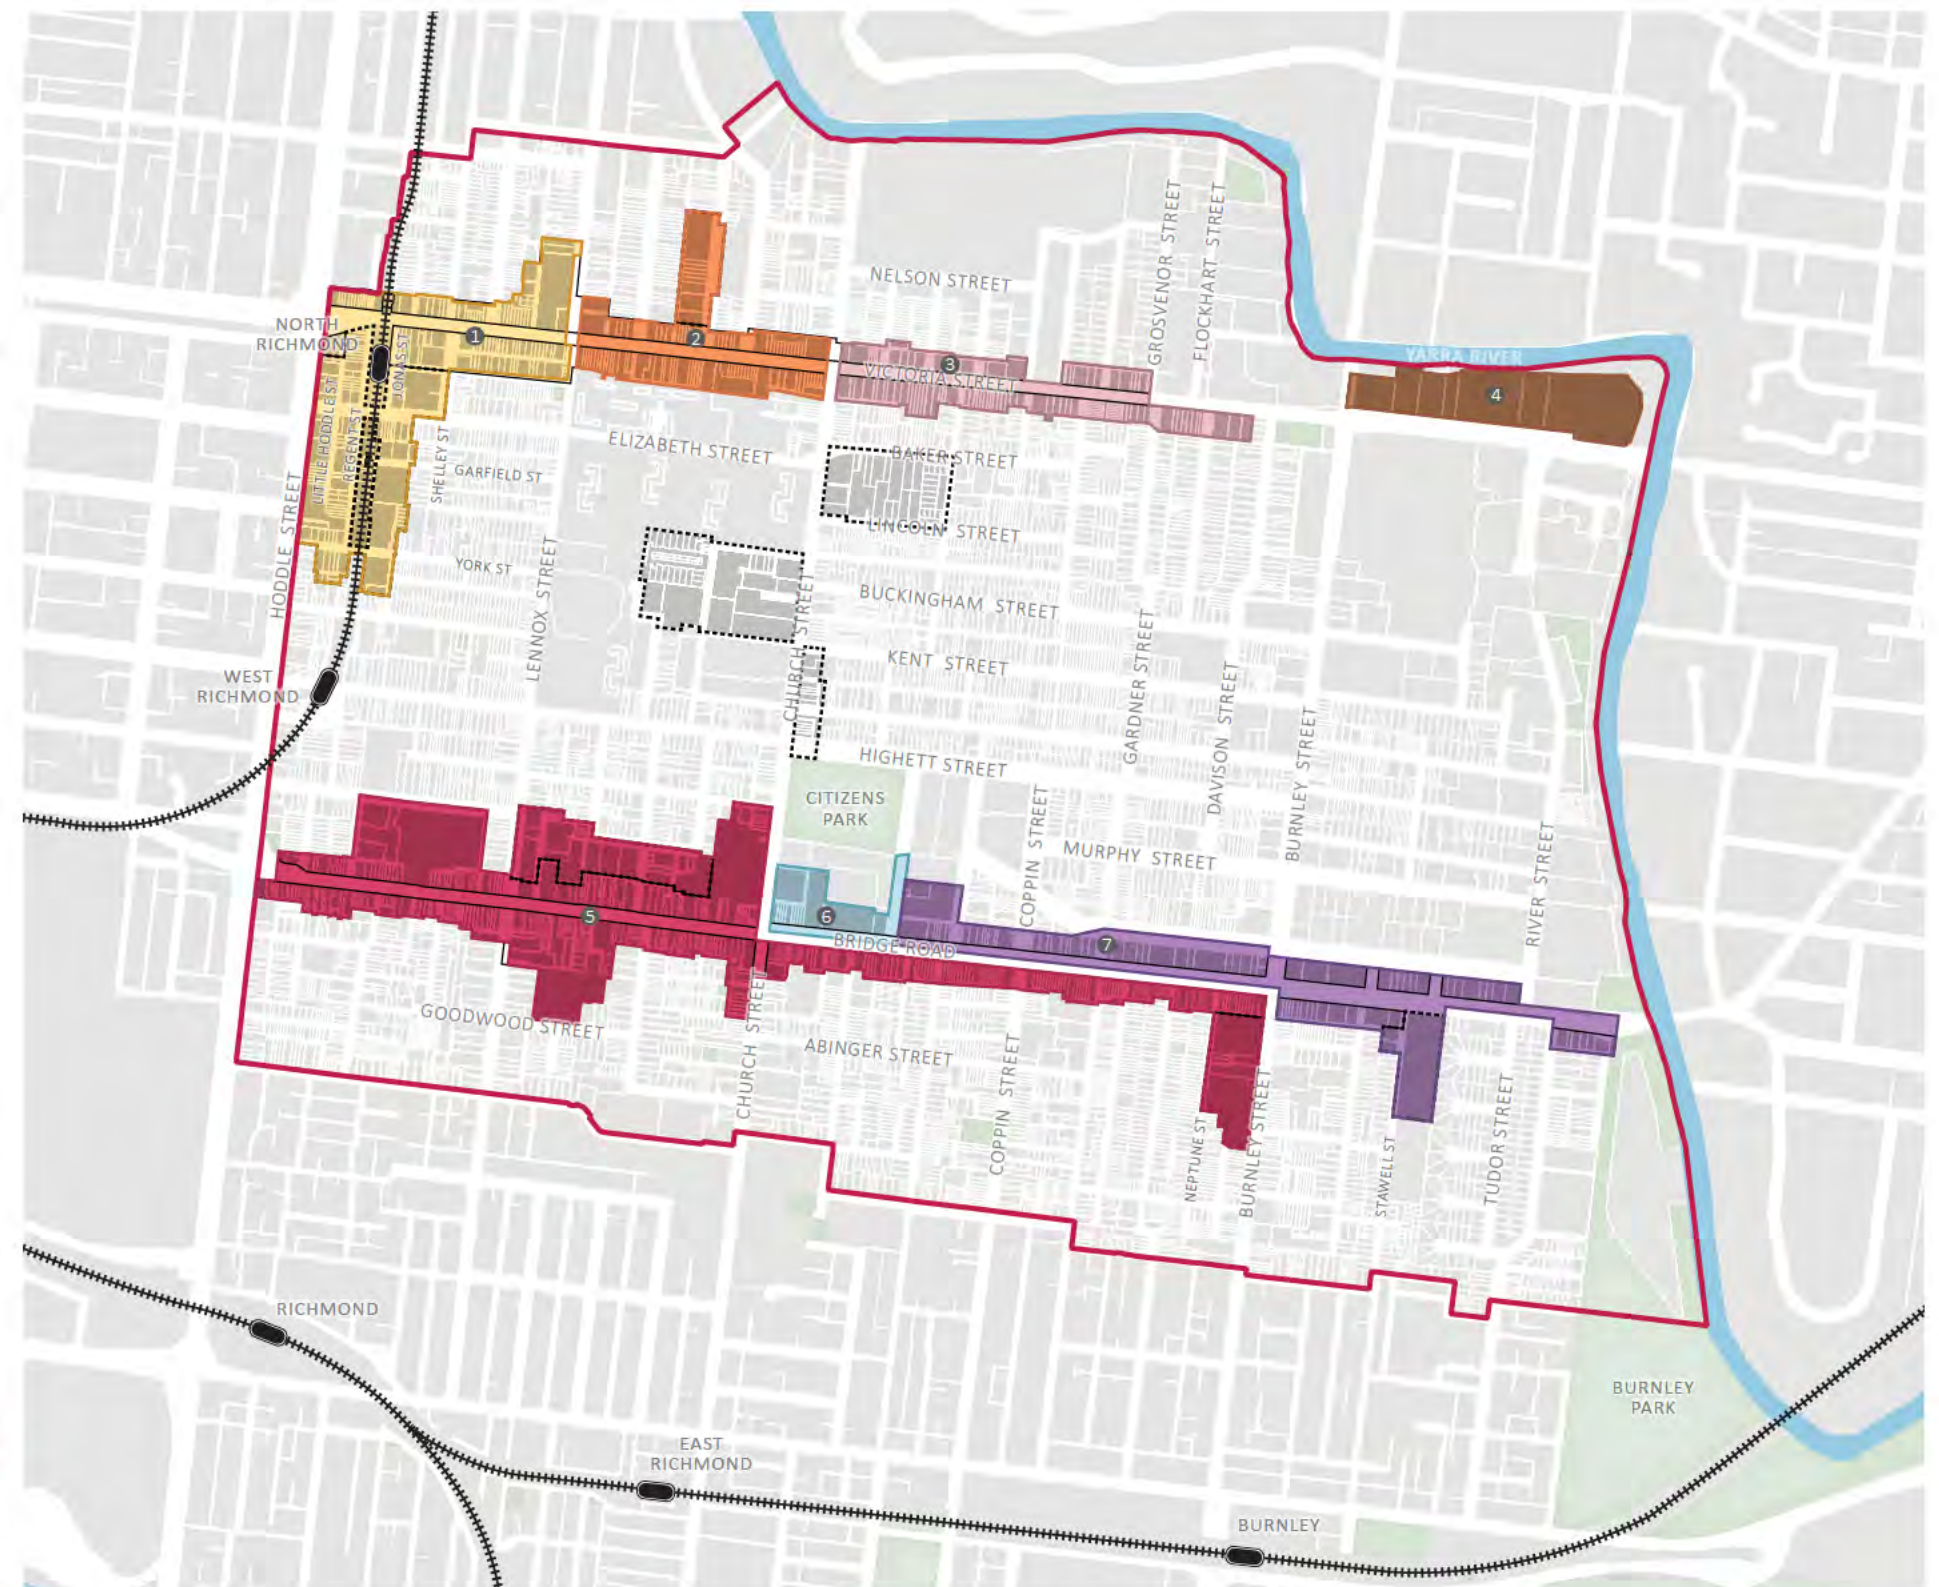 GROSVENOR STREET
FLOCKHART STREET
NELSON STREET
NORTH
RICHMOND
JONAS ST
1
2
3
VICTORIA STREET
YARRA RIVER
4
LITTLE HODDLE ST
REGENT ST
SHELLEY ST
ELIZABETH STREET
BAKER STREET
GARFIELD ST
HODDLE STREET
LINCOLN STREET
YORK ST
LENNOX STREET
BUCKINGHAM STREET
CHURCH STREET
KENT STREET
GARDNER STREET
DAVISON STREET
BURNLEY STREET
WEST
RICHMOND
HIGHETT STREET
CITIZENS
PARK
COPPIN STREET
MURPHY STREET
RIVER STREET
5
6
BRIDGE ROAD
7
GOODWOOD STREET
CHURCH STREET
ABINGER STREET
COPPIN STREET
NEPTUNE ST
BURNLEY STREET
STAWELL ST
TUDOR STREET
RICHMOND
BURNLEY
PARK
EAST
RICHMOND
BURNLEY